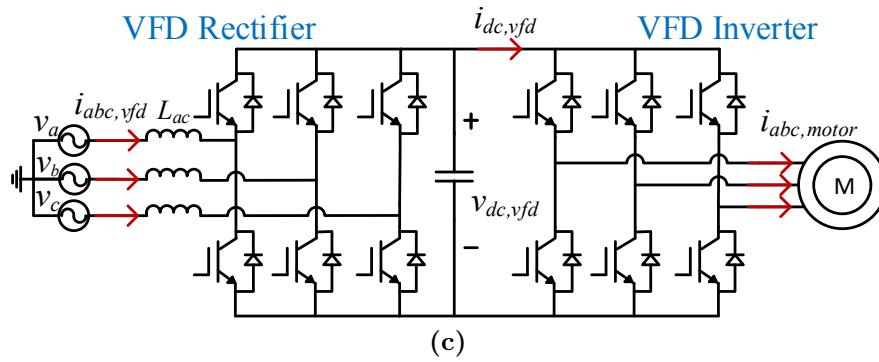 VFD Rectifier
i_{dc,vfd}
VFD Inverter
i_{abc,vfd}
L_{ac}
v_a
v_b
v_c
+
v_{dc,vfd}
−
i_{abc,motor}
M
(c)